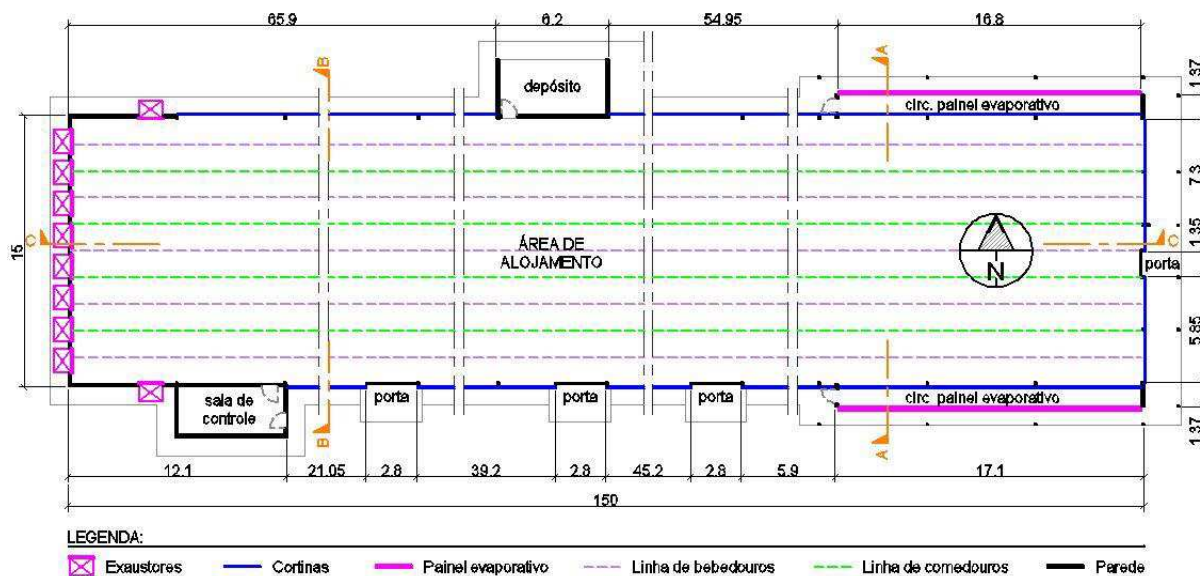 65.9 6.2 54.95 16.8
B
A
1.37
depósito
circ. painel evaporativo
7.3
15
C
ÁREA DE
ALOJAMENTO
N
C
1.35
porta
5.85
sala de
controle
porta
porta
porta
circ. painel evaporativo
B
A
1.37
12.1 21.05 2.8 39.2 2.8 45.2 2.8 5.9 17.1
150
LEGENDA:
Exaustores Cortinas Painel evaporativo Linha de bebedouros Linha de comedouros Parede